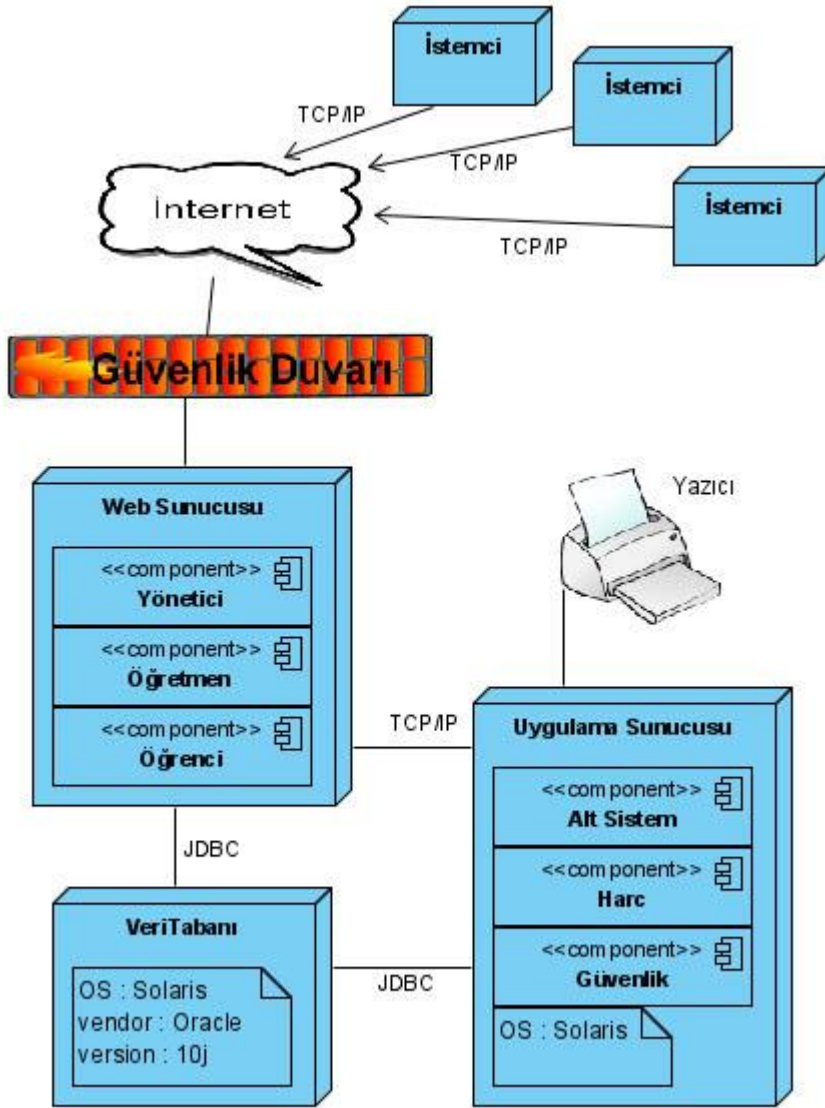 İstemci
İstemci
TCP/IP
TCP/IP
İstemci
İnternet
TCP/IP
Güvenlik Duvarı
Web Sunucusu
<<component>>
Yönetici
<<component>>
Öğretmen
<<component>>
Öğrenci
Yazıcı
TCP/IP
Uygulama Sunucusu
<<component>>
Alt Sistem
<<component>>
Harc
<<component>>
Güvenlik
OS : Solaris
JDBC
VeriTabanı
OS : Solaris
vendor : Oracle
version : 10j
JDBC